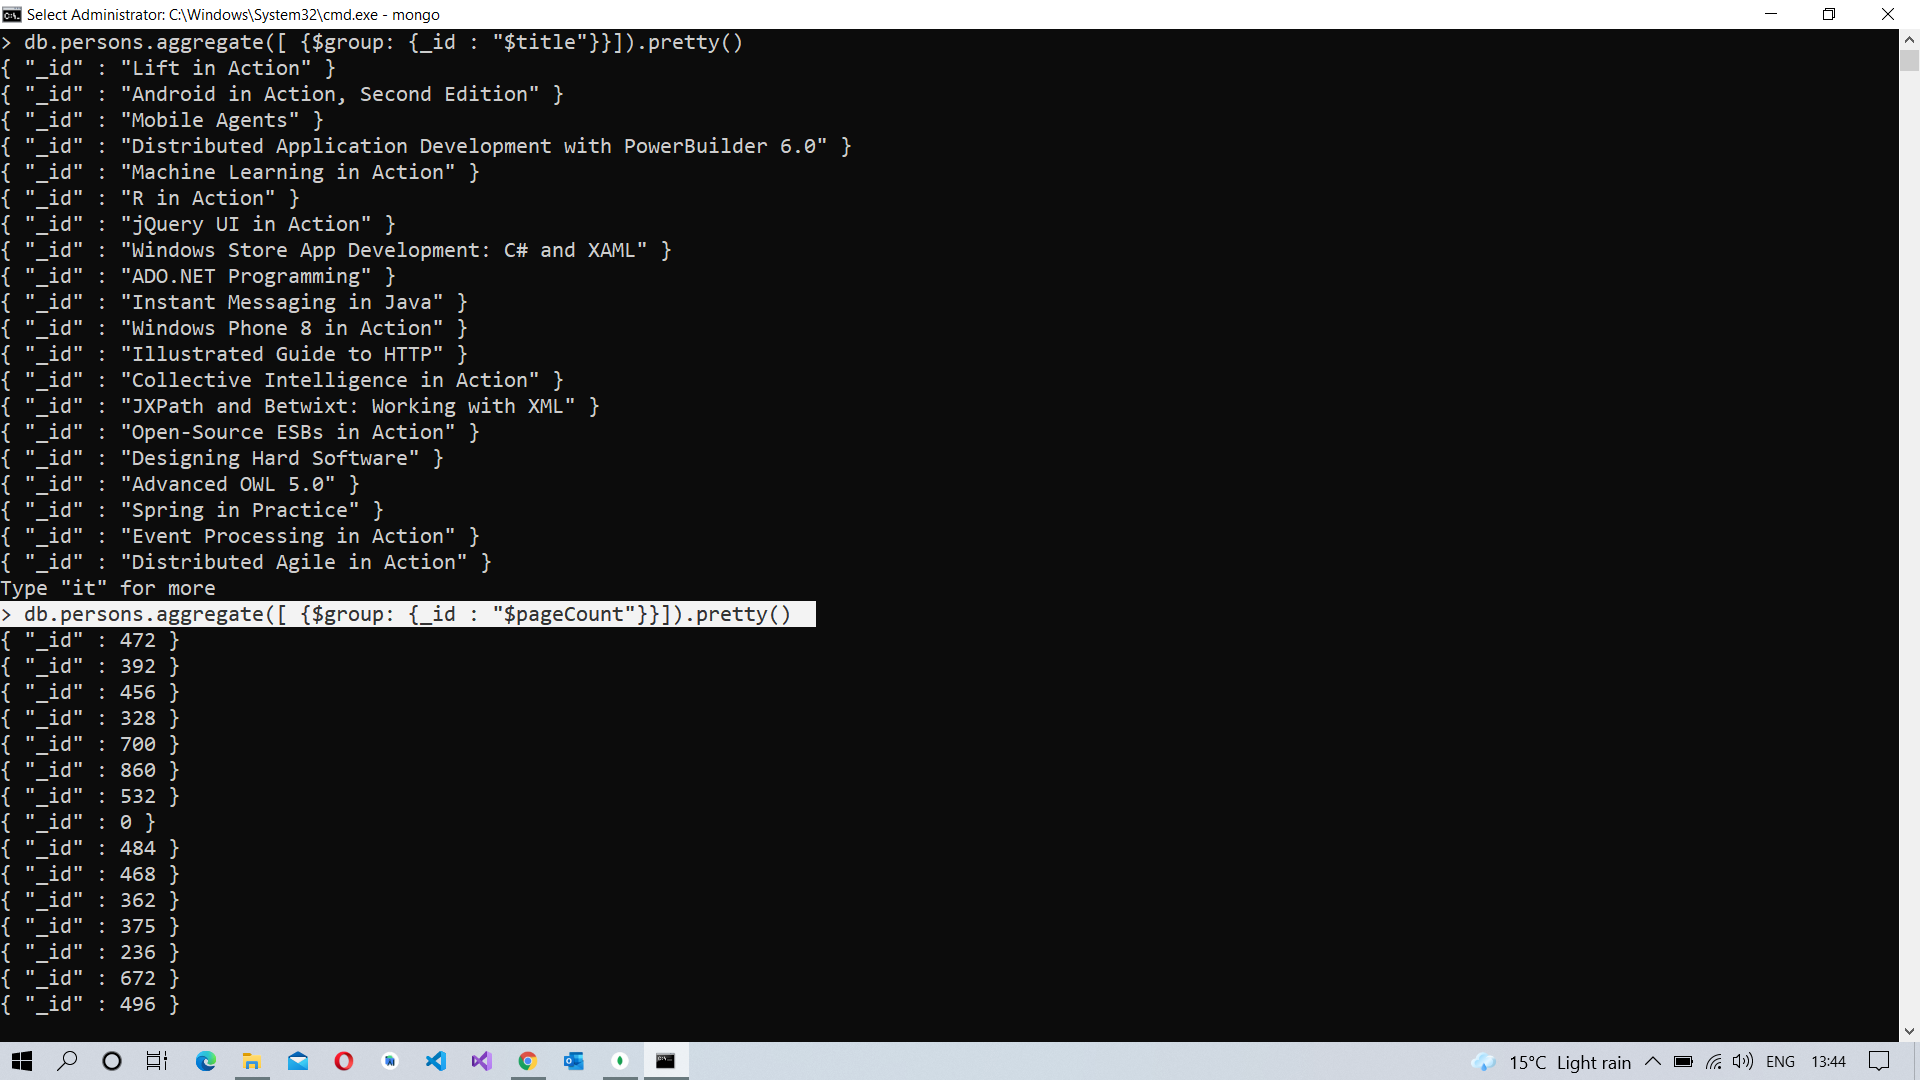 Select Administrator: C:\Windows\System32\cmd.exe - mongo
> db.persons.aggregate([ {$group: {_id : "$title"}}]).pretty()
{ "_id" : "Lift in Action" }
{ "_id" : "Android in Action, Second Edition" }
{ "_id" : "Mobile Agents" }
{ "_id" : "Distributed Application Development with PowerBuilder 6.0" }
{ "_id" : "Machine Learning in Action" }
{ "_id" : "R in Action" }
{ "_id" : "jQuery UI in Action" }
{ "_id" : "Windows Store App Development: C# and XAML" }
{ "_id" : "ADO.NET Programming" }
{ "_id" : "Instant Messaging in Java" }
{ "_id" : "Windows Phone 8 in Action" }
{ "_id" : "Illustrated Guide to HTTP" }
{ "_id" : "Collective Intelligence in Action" }
{ "_id" : "JXPath and Betwixt: Working with XML" }
{ "_id" : "Open-Source ESBs in Action" }
{ "_id" : "Designing Hard Software" }
{ "_id" : "Advanced OWL 5.0" }
{ "_id" : "Spring in Practice" }
{ "_id" : "Event Processing in Action" }
{ "_id" : "Distributed Agile in Action" }
Type "it" for more
> db.persons.aggregate([ {$group: {_id : "$pageCount"}}]).pretty()
{ "_id" : 472 }
{ "_id" : 392 }
{ "_id" : 456 }
{ "_id" : 328 }
{ "_id" : 700 }
{ "_id" : 860 }
{ "_id" : 532 }
{ "_id" : 0 }
{ "_id" : 484 }
{ "_id" : 468 }
{ "_id" : 362 }
{ "_id" : 375 }
{ "_id" : 236 }
{ "_id" : 672 }
{ "_id" : 496 }
15°C Light rain ENG 13:44